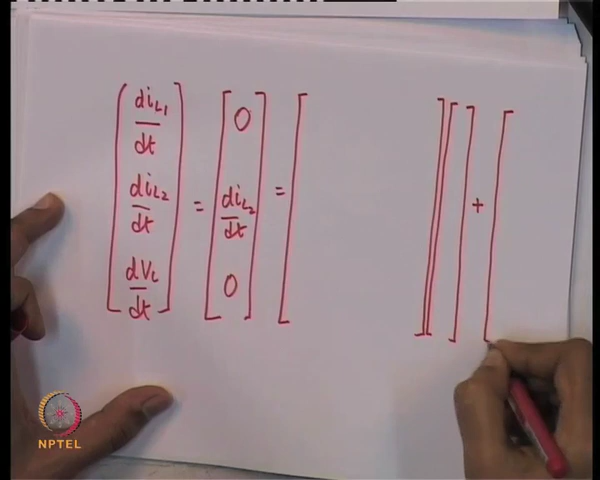 [ di_L1/dt ] [ 0 ] [ ] [ ] [
[ di_L2/dt ] = [ di_L2/dt ] = [ ] [ ] + [
[ dV_c/dt ] [ 0 ] [ ] [ ] [
NPTEL